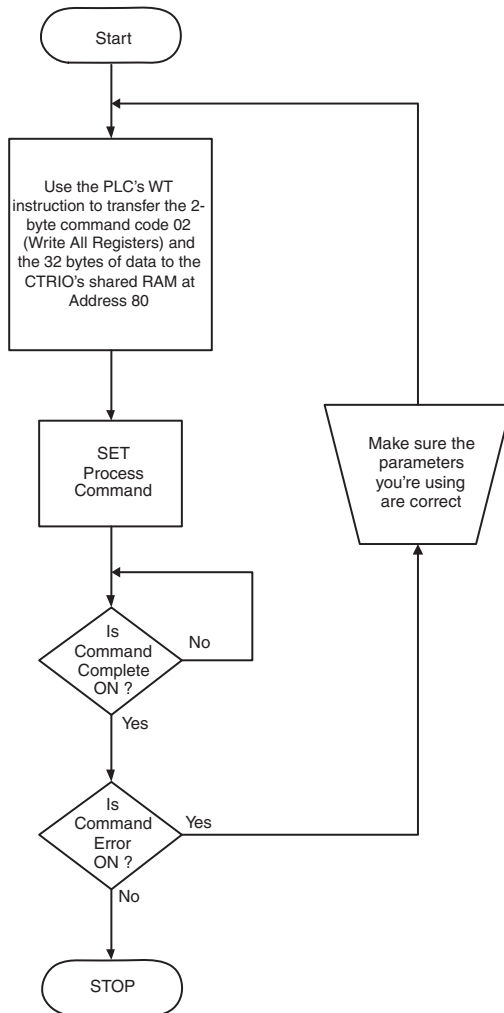 Start
Use the PLC's WT
instruction to transfer the 2-
byte command code 02
(Write All Registers) and
the 32 bytes of data to the
CTRIO's shared RAM at
Address 80
SET
Process
Command
Make sure the
parameters
you're using
are correct
Is
Command
Complete
ON ?
No
Yes
Is
Command
Error
ON ?
Yes
No
STOP